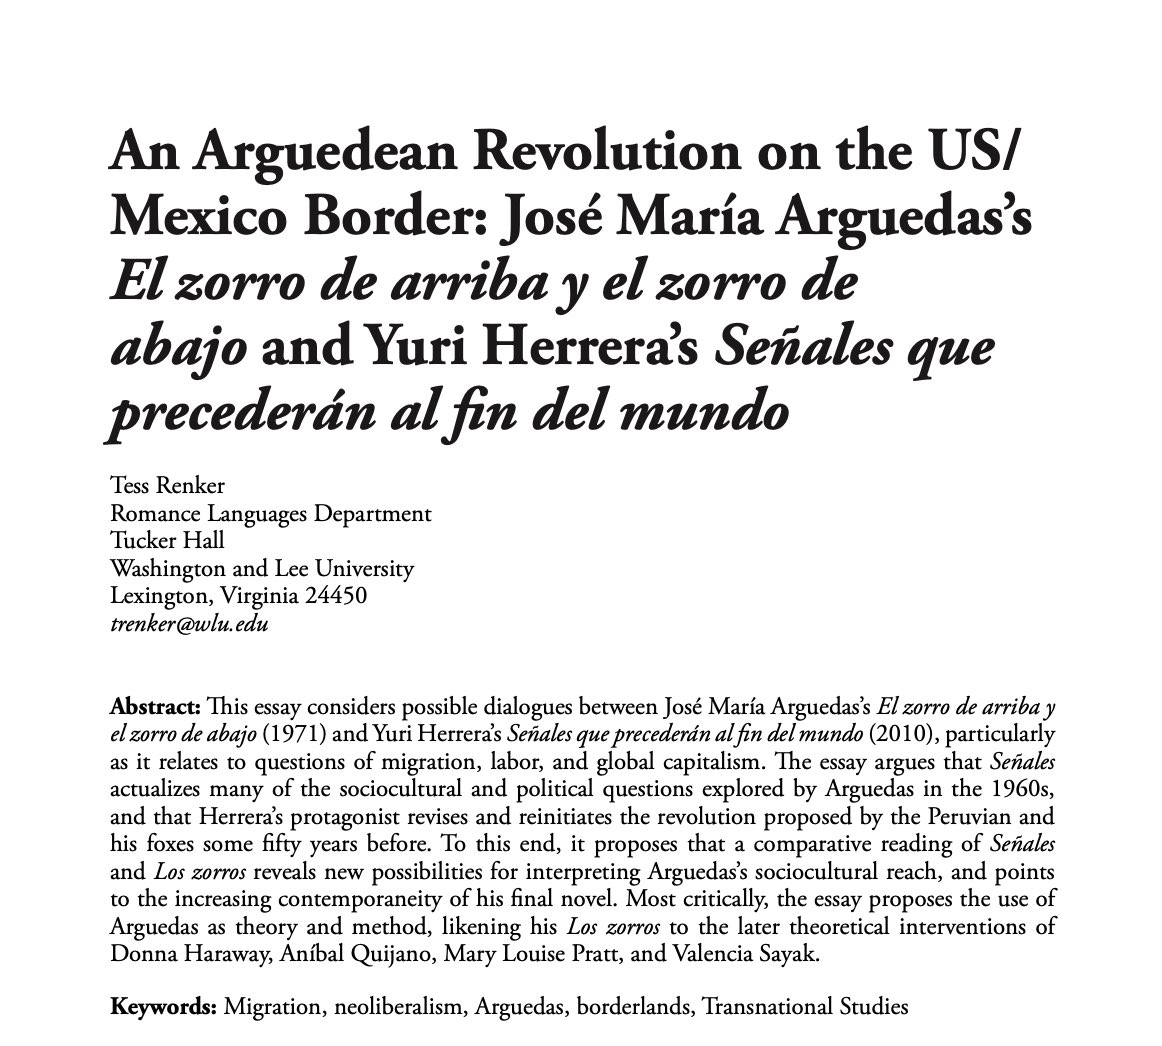 An Arguedean Revolution on the US/
Mexico Border: José María Arguedas’s
El zorro de arriba y el zorro de
abajo and Yuri Herrera’s Señales que
precederán al fin del mundo
Tess Renker
Romance Languages Department
Tucker Hall
Washington and Lee University
Lexington, Virginia 24450
trenker@wlu.edu
Abstract: This essay considers possible dialogues between José María Arguedas’s El zorro de arriba y
el zorro de abajo (1971) and Yuri Herrera’s Señales que precederán al fin del mundo (2010), particularly
as it relates to questions of migration, labor, and global capitalism. The essay argues that Señales
actualizes many of the sociocultural and political questions explored by Arguedas in the 1960s,
and that Herrera’s protagonist revises and reinitiates the revolution proposed by the Peruvian and
his foxes some fifty years before. To this end, it proposes that a comparative reading of Señales
and Los zorros reveals new possibilities for interpreting Arguedas’s sociocultural reach, and points
to the increasing contemporaneity of his final novel. Most critically, the essay proposes the use of
Arguedas as theory and method, likening his Los zorros to the later theoretical interventions of
Donna Haraway, Aníbal Quijano, Mary Louise Pratt, and Valencia Sayak.
Keywords: Migration, neoliberalism, Arguedas, borderlands, Transnational Studies